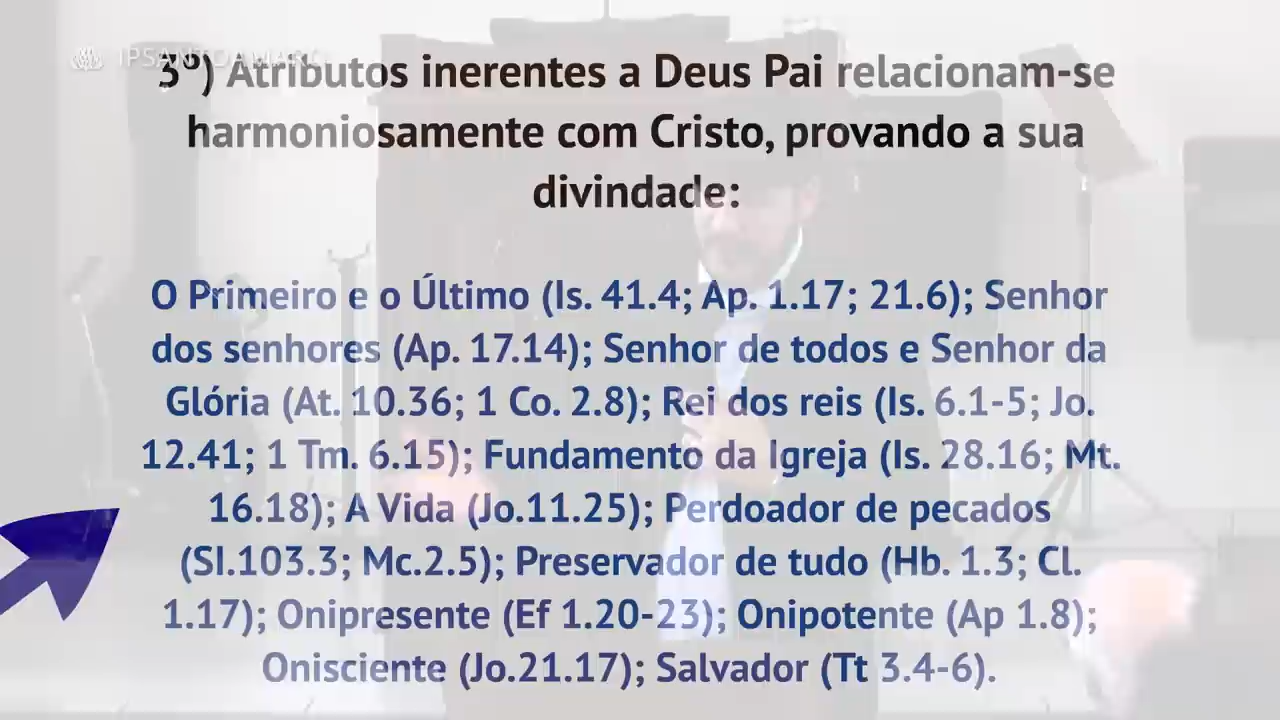 IPSANTOAMARO
3º) Atributos inerentes a Deus Pai relacionam-se
harmoniosamente com Cristo, provando a sua
divindade:
O Primeiro e o Último (Is. 41.4; Ap. 1.17; 21.6); Senhor
dos senhores (Ap. 17.14); Senhor de todos e Senhor da
Glória (At. 10.36; 1 Co. 2.8); Rei dos reis (Is. 6.1-5; Jo.
12.41; 1 Tm. 6.15); Fundamento da Igreja (Is. 28.16; Mt.
16.18); A Vida (Jo.11.25); Perdoador de pecados
(Sl.103.3; Mc.2.5); Preservador de tudo (Hb. 1.3; Cl.
1.17); Onipresente (Ef 1.20-23); Onipotente (Ap 1.8);
Onisciente (Jo.21.17); Salvador (Tt 3.4-6).